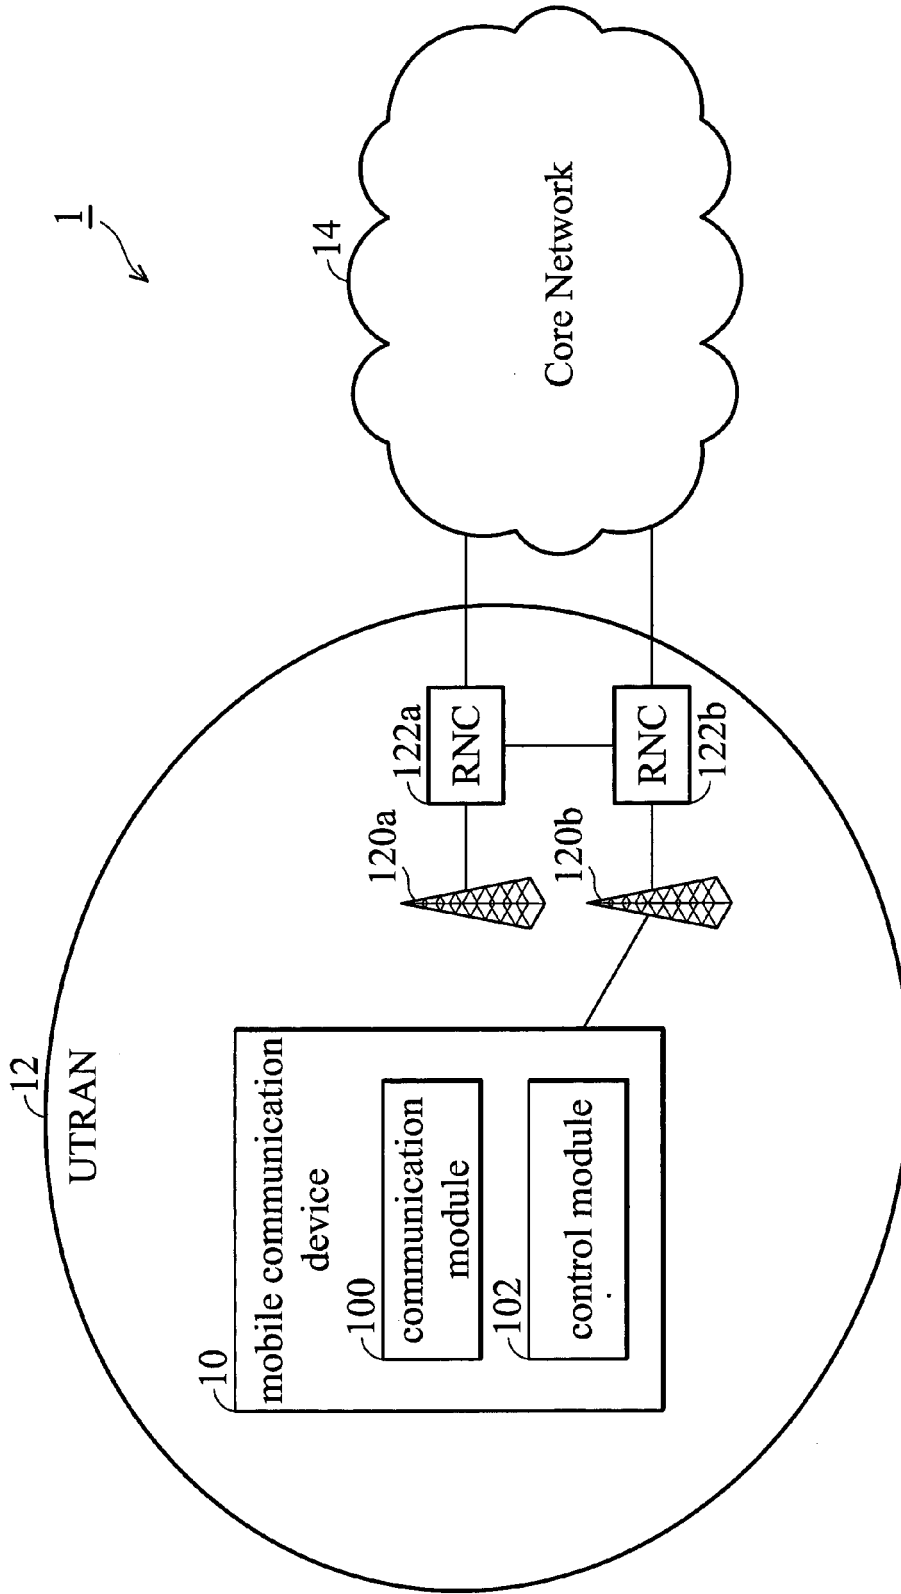 1
12
UTRAN
10
mobile communication
device
100
communication
module
102
control module
120a
122a
RNC
120b
RNC
122b
14
Core Network